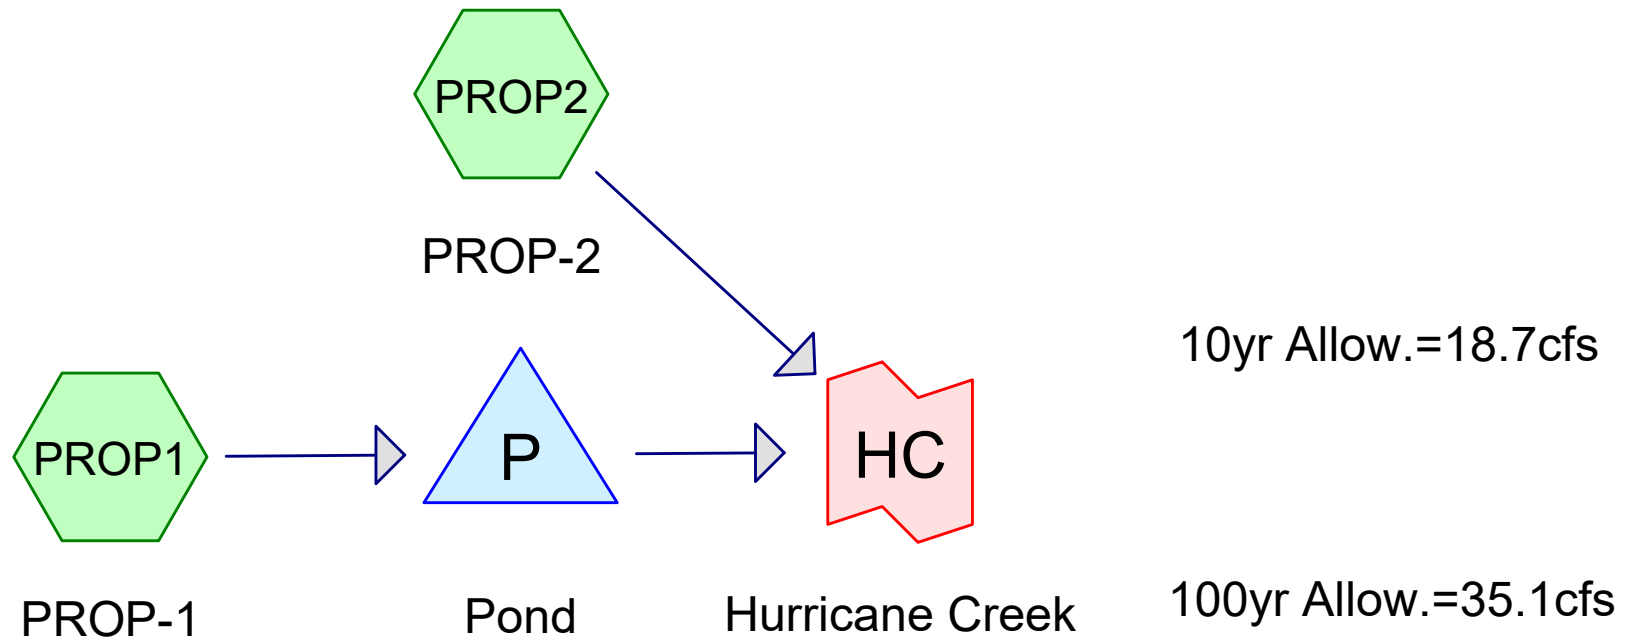 PROP2
PROP-2
10yr Allow.=18.7cfs
PROP1
P
HC
PROP-1
Pond
Hurricane Creek
100yr Allow.=35.1cfs